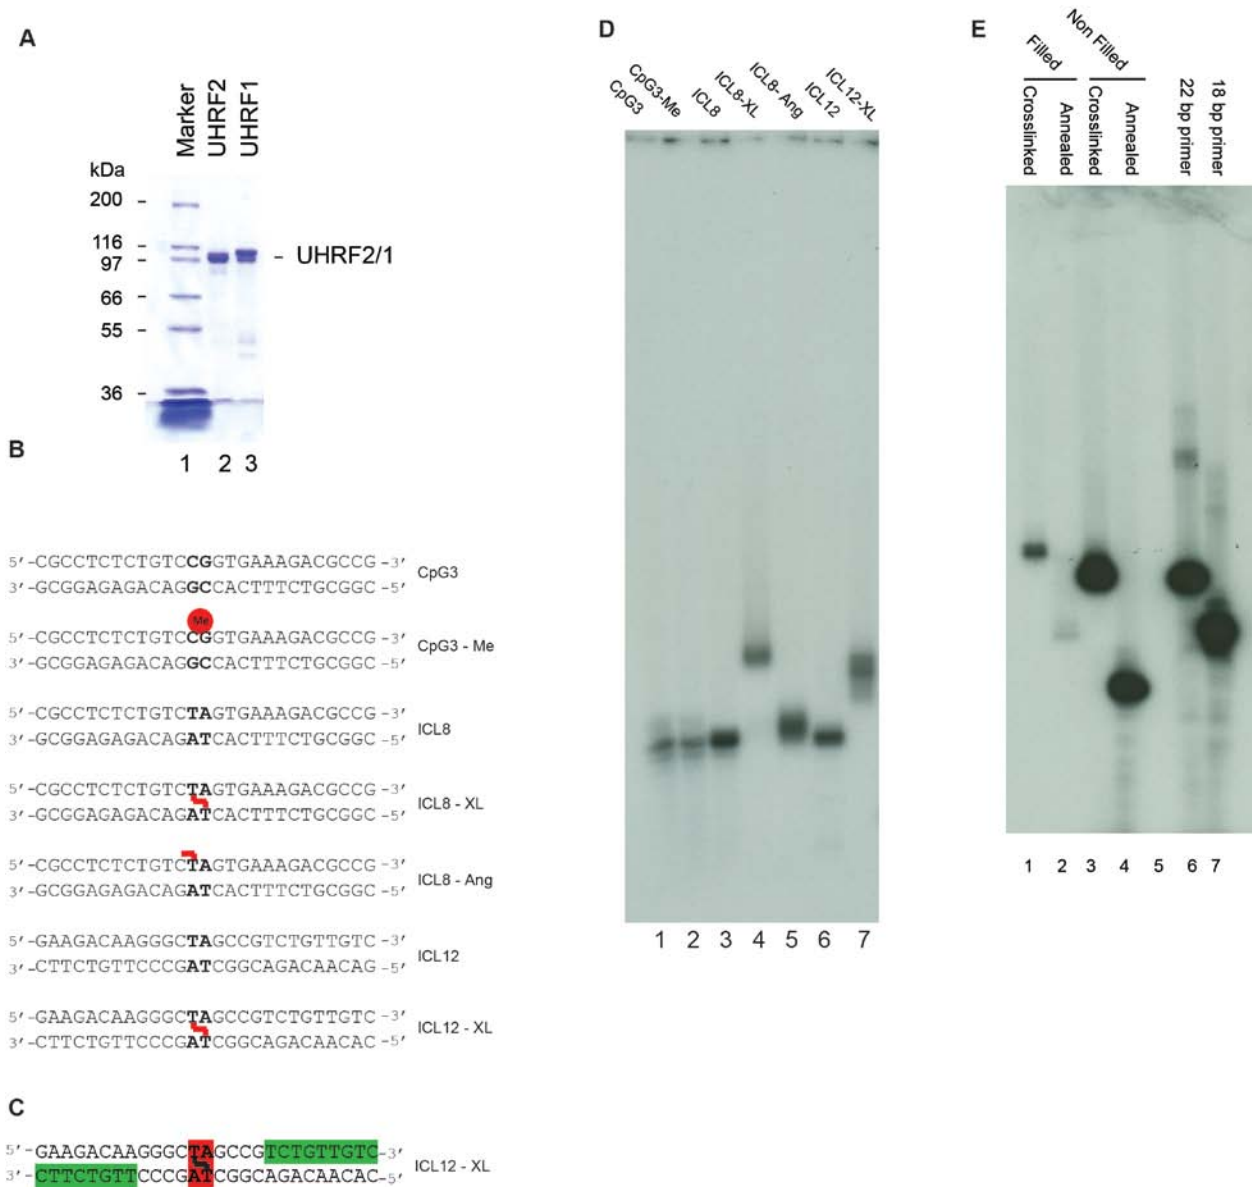 A
Marker
UHRF2
UHRF1
kDa
200 -
116 -
97 -
66 -
55 -
36 -
- UHRF2/1
1 2 3
B
5'-CGCCTCTCTGTCCGGTGAAAGACGCCG-3'
3'-GCGGAGAGACAGGCCACTTTCTGCGGC-5'
CpG3
Me
5'-CGCCTCTCTGTCCGGTGAAAGACGCCG-3'
3'-GCGGAGAGACAGGCCACTTTCTGCGGC-5'
CpG3 - Me
5'-CGCCTCTCTGTCTAGTGAAAGACGCCG-3'
3'-GCGGAGAGACAGATCACTTTCTGCGGC-5'
ICL8
5'-CGCCTCTCTGTCTAGTGAAAGACGCCG-3'
3'-GCGGAGAGACAGATCACTTTCTGCGGC-5'
ICL8 - XL
5'-CGCCTCTCTGTCTAGTGAAAGACGCCG-3'
3'-GCGGAGAGACAGATCACTTTCTGCGGC-5'
ICL8 - Ang
5'-GAAGACAAGGGCTAGCCGTCTGTTGTC-3'
3'-CTTCTGTTCCCGATCGGCAGACAACAG-5'
ICL12
5'-GAAGACAAGGGCTAGCCGTCTGTTGTC-3'
3'-CTTCTGTTCCCGATCGGCAGACAACAC-5'
ICL12 - XL
C
5'-GAAGACAAGGGCTAGCCGTCTGTTGTC-3'
3'-CTTCTGTTCCCGATCGGCAGACAACAC-5'
ICL12 - XL
D
CpG3
CpG3-Me
ICL8
ICL8-XL
ICL8- Ang
ICL12
ICL12-XL
1 2 3 4 5 6 7
E
Filled
Non Filled
Crosslinked
Annealed
Crosslinked
Annealed
22 bp primer
18 bp primer
1 2 3 4 5 6 7